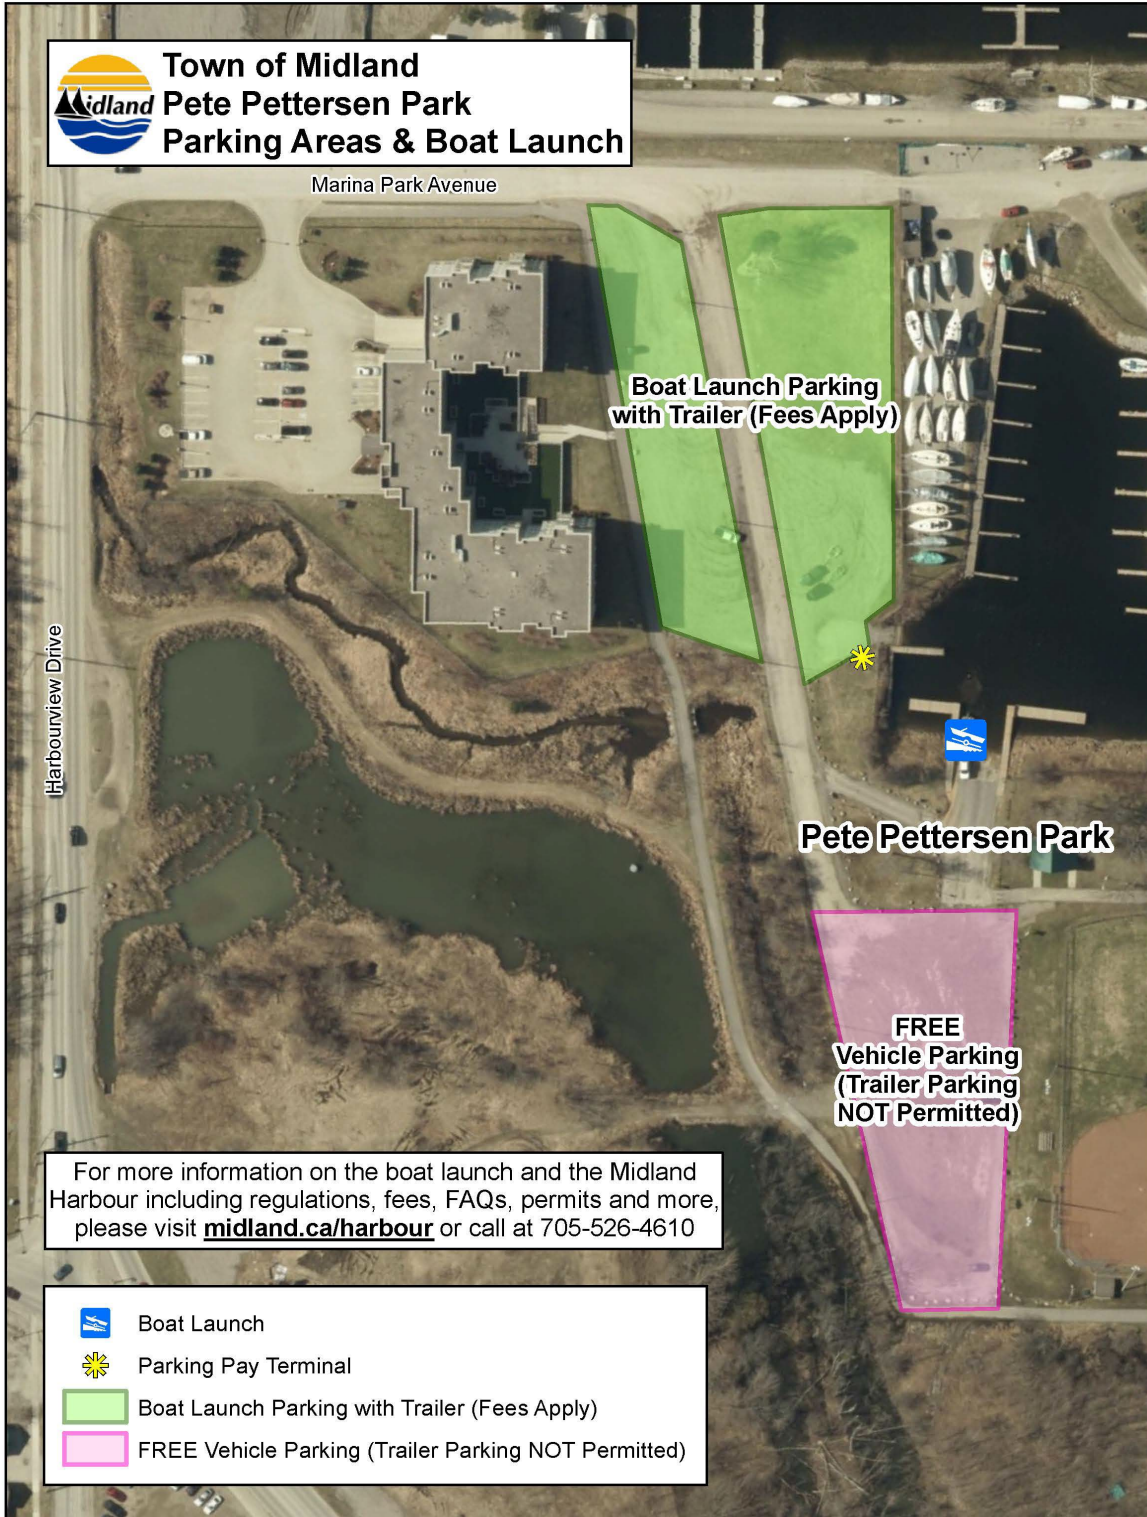 Midland
Town of Midland
Pete Pettersen Park
Parking Areas & Boat Launch
Marina Park Avenue
Boat Launch Parking
with Trailer (Fees Apply)
Harbourview Drive
Pete Pettersen Park
FREE
Vehicle Parking
(Trailer Parking
NOT Permitted)
For more information on the boat launch and the Midland
Harbour including regulations, fees, FAQs, permits and more,
please visit midland.ca/harbour or call at 705-526-4610
Boat Launch
Parking Pay Terminal
Boat Launch Parking with Trailer (Fees Apply)
FREE Vehicle Parking (Trailer Parking NOT Permitted)